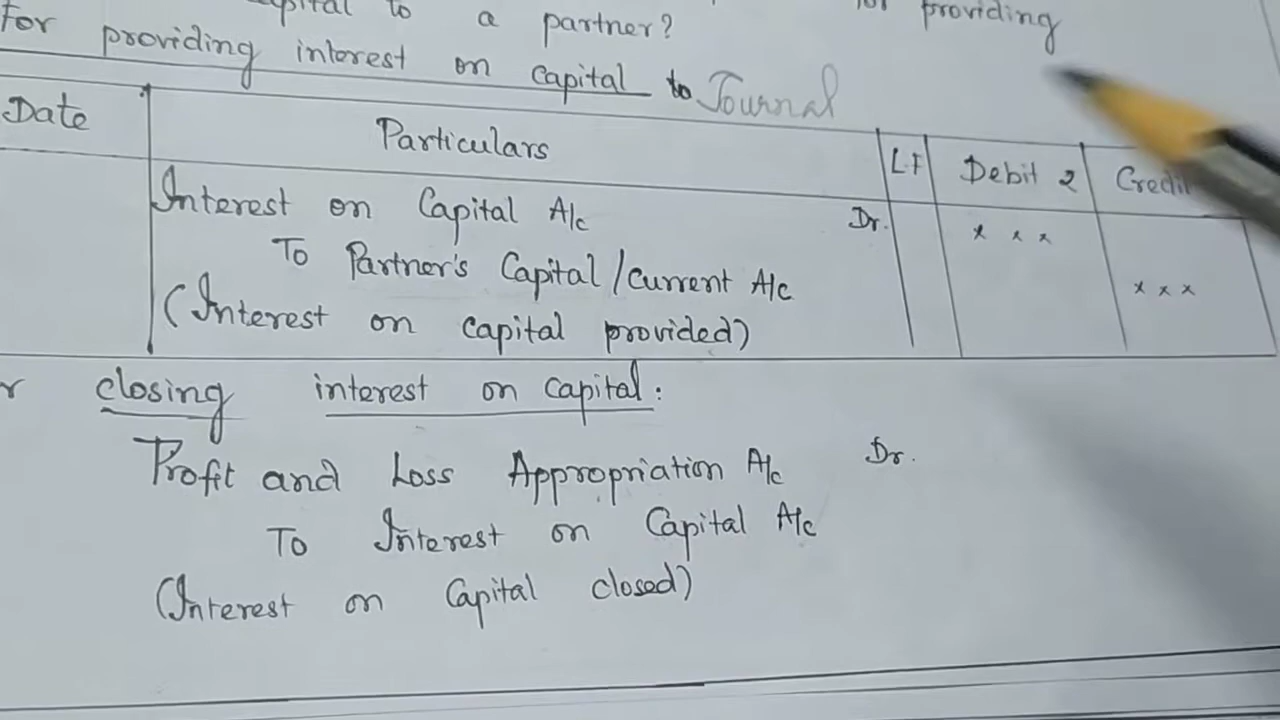 to a partner? for providing
For providing interest on capital to Journal
Date Particulars L.F Debit ₹ Credit
Interest on Capital A/c Dr. x x x
To Partner's Capital/Current A/c x x x
(Interest on capital provided)
closing interest on capital:
Profit and Loss Appropriation A/c Dr.
To Interest on Capital A/c
(Interest on Capital closed)